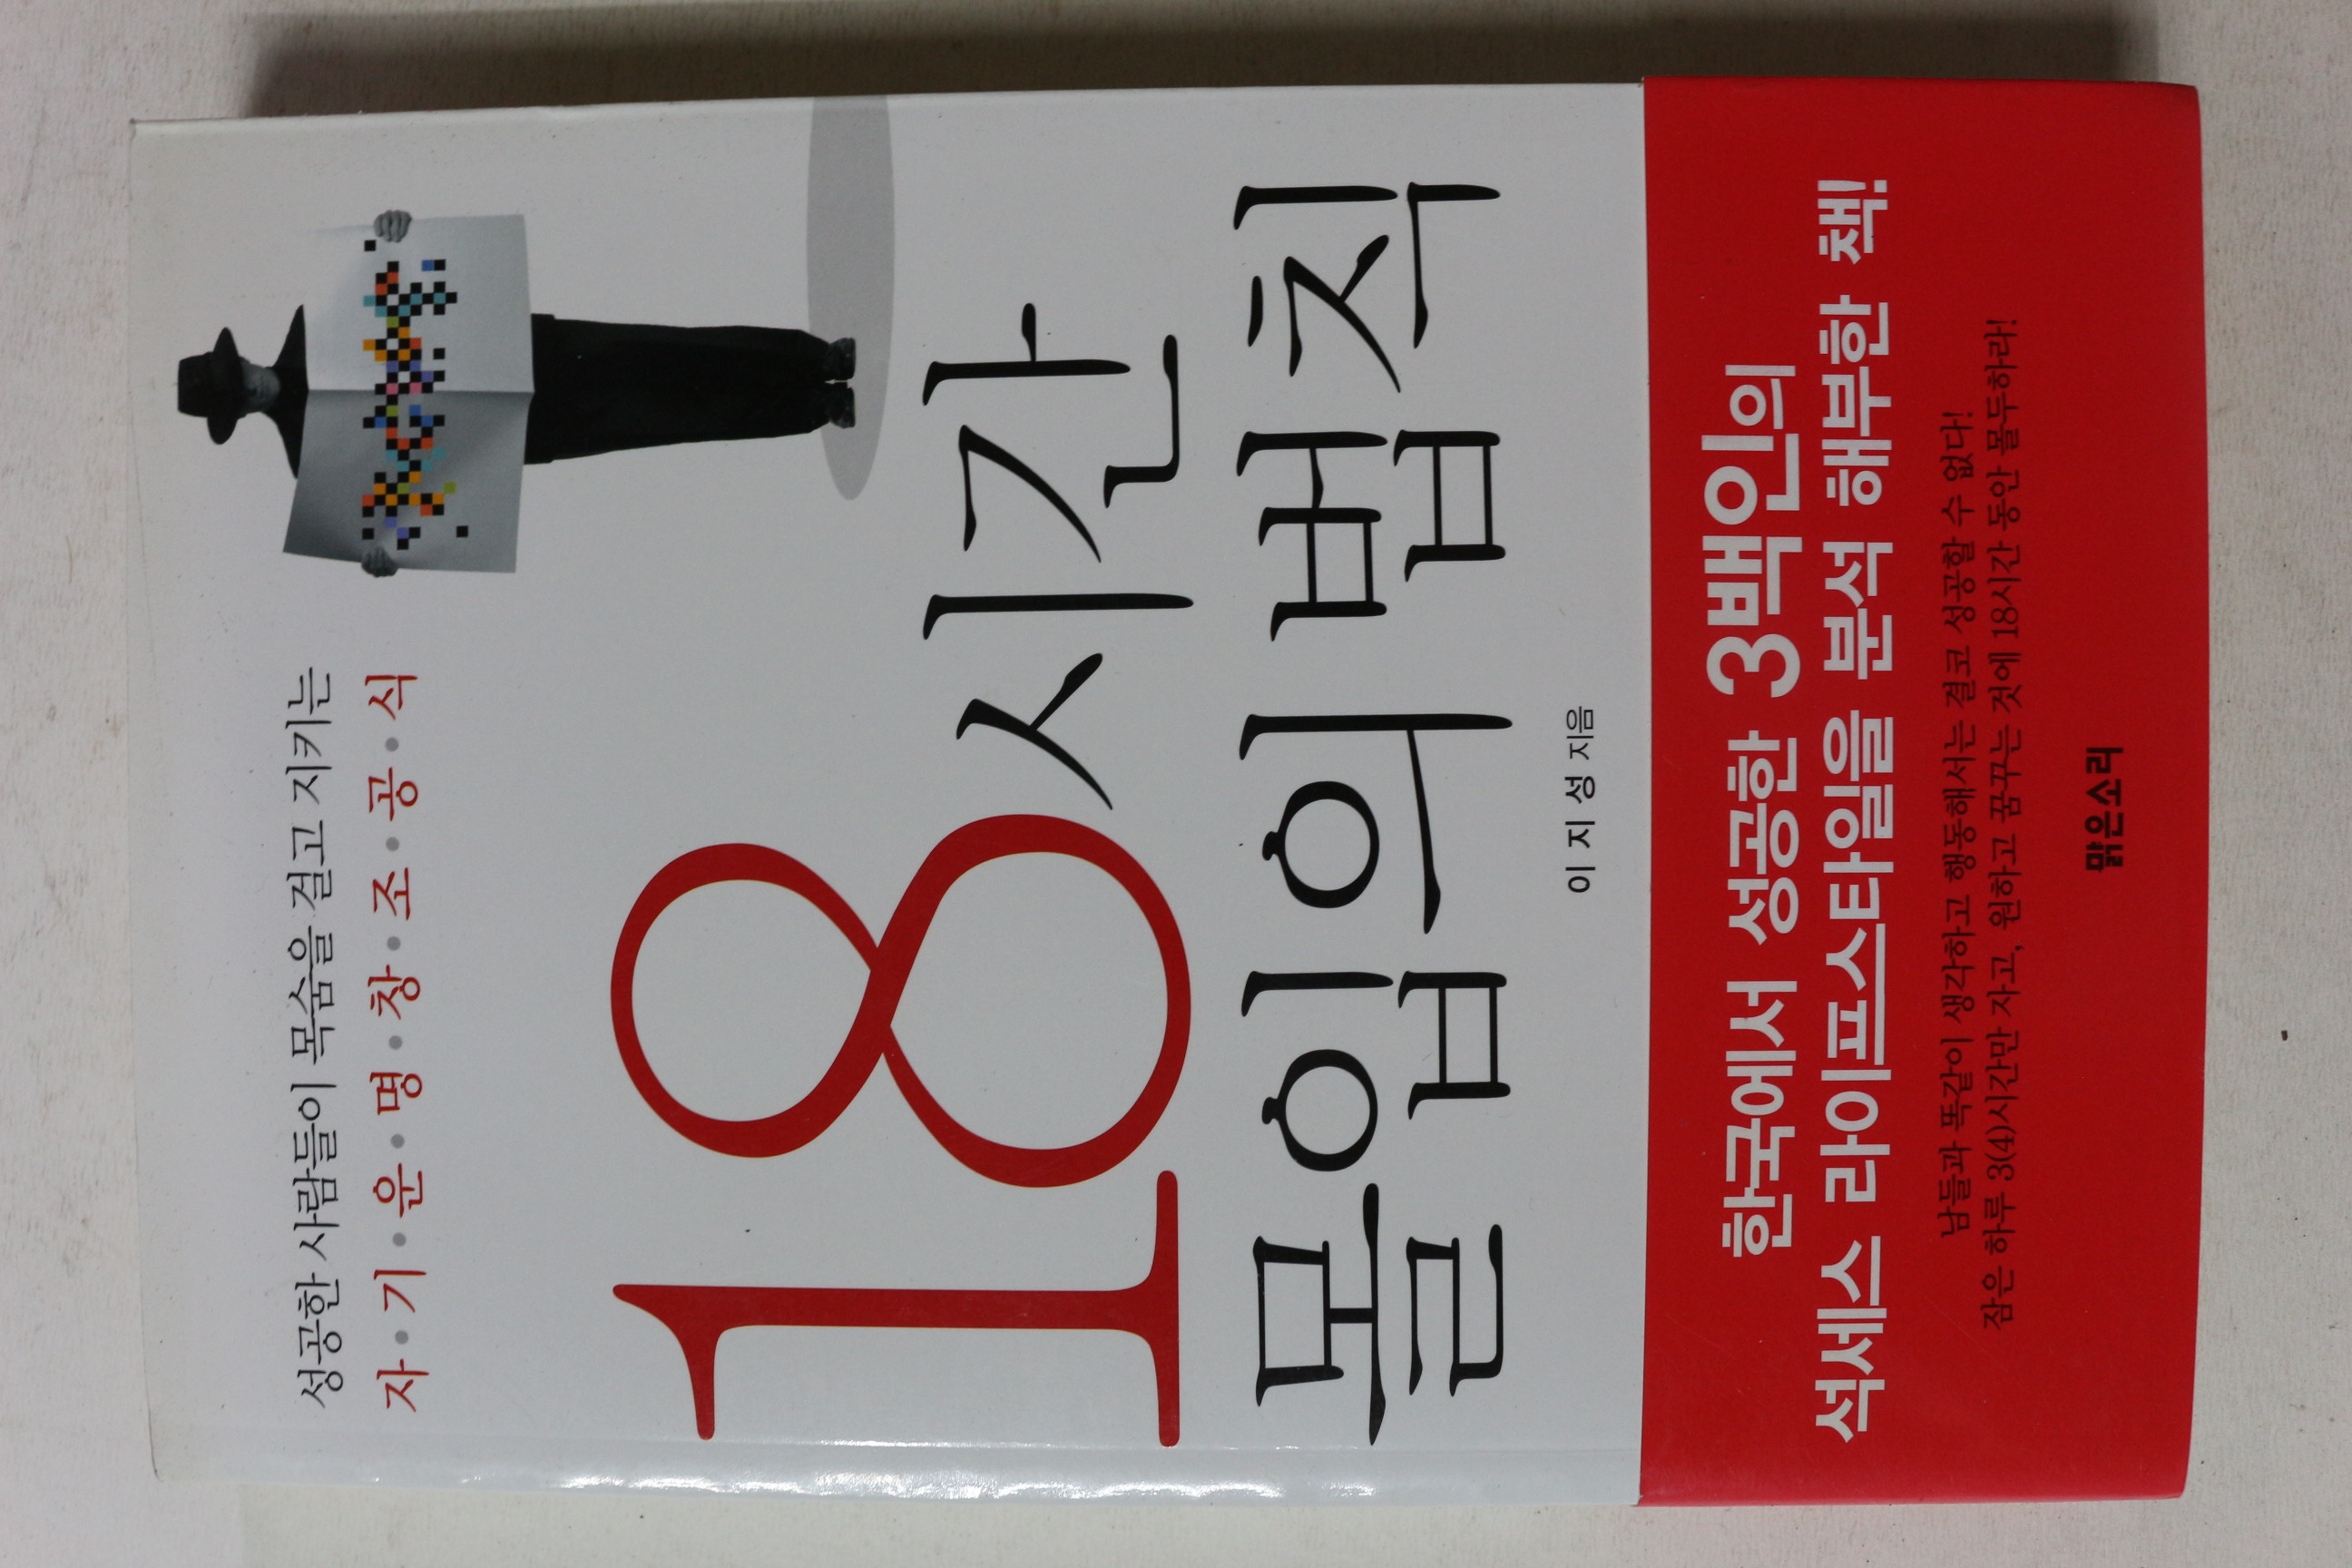 성공한 사람들이 목숨을 걸고 지키는
자•기•운•명•창•조•공•식
18시간
몰입의 법칙
이지성 지음
한국에서 성공한 3백인의
석세스 라이프스타일을 분석 해부한 책!
남들과 똑같이 생각하고 행동해서는 결코 성공할 수 없다!
잠은 하루 3(4)시간만 자고, 원하고 꿈꾸는 것에 18시간 동안 몰두하라!
맑은소리